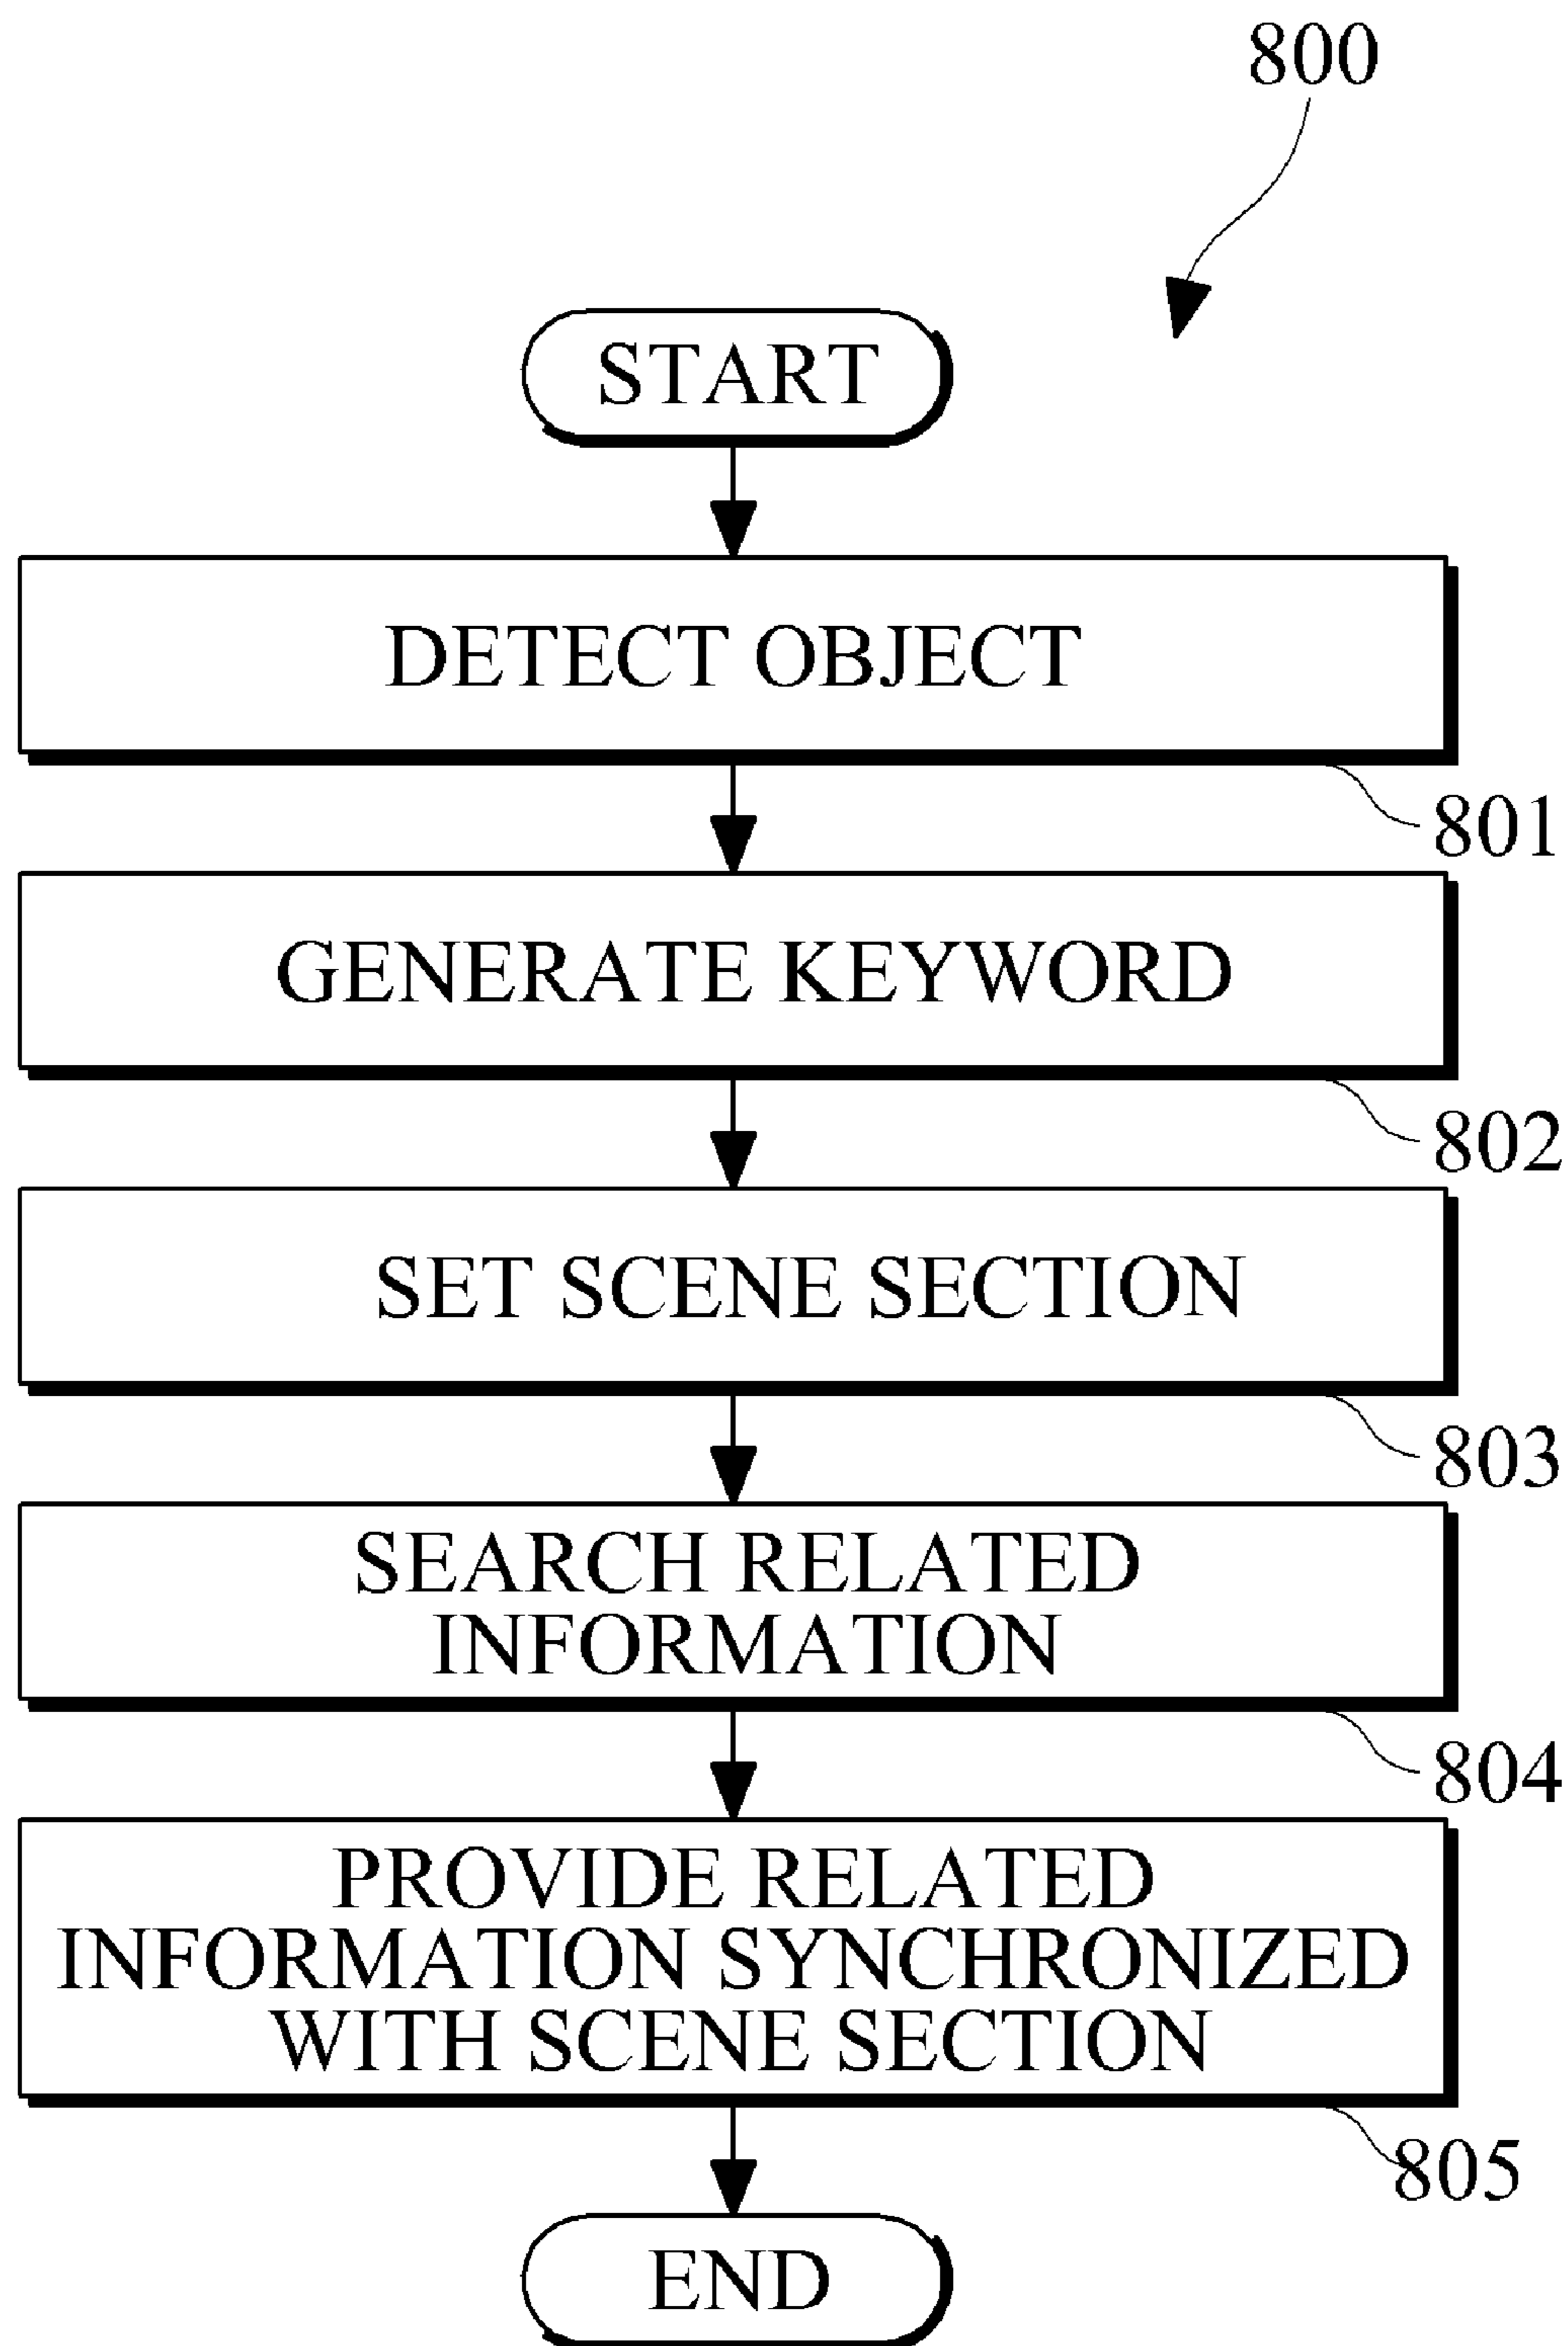 800
START
DETECT OBJECT
801
GENERATE KEYWORD
802
SET SCENE SECTION
803
SEARCH RELATED
INFORMATION
804
PROVIDE RELATED
INFORMATION SYNCHRONIZED
WITH SCENE SECTION
805
END